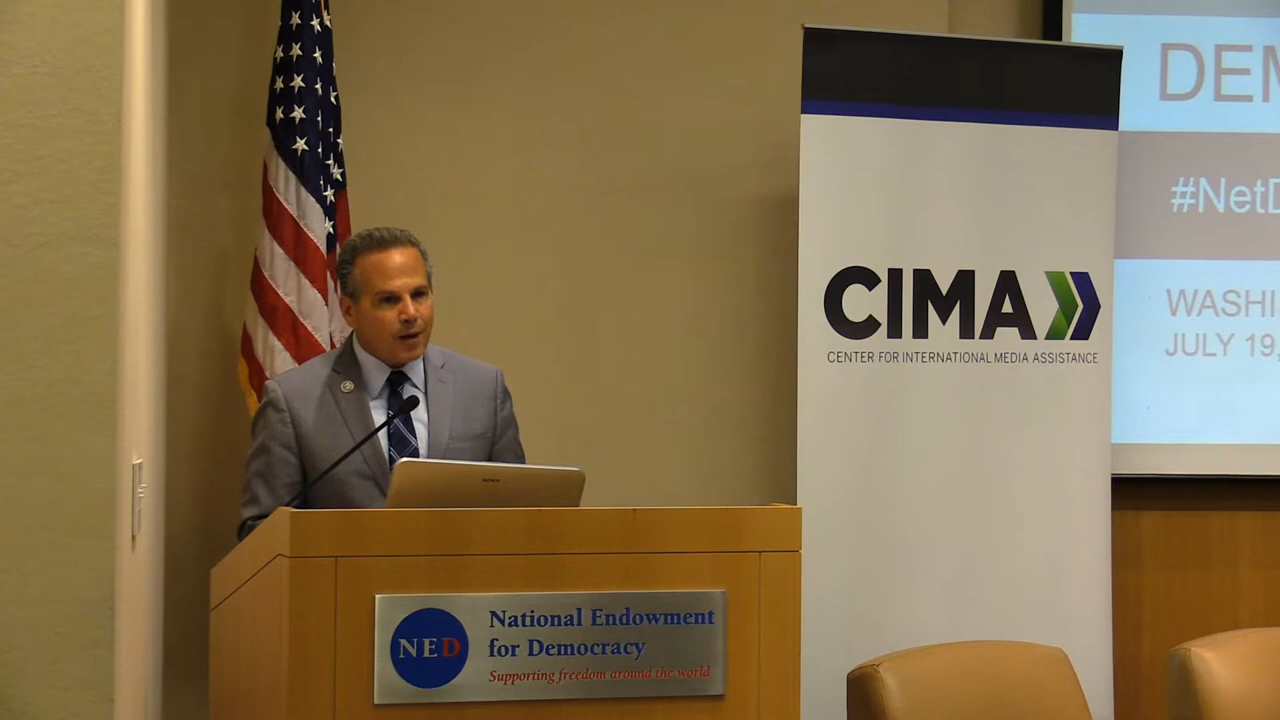 DEM
#NetD
WASHI
JULY 19,
CIMA
CENTER FOR INTERNATIONAL MEDIA ASSISTANCE
SONY
NED
National Endowment
for Democracy
Supporting freedom around the world